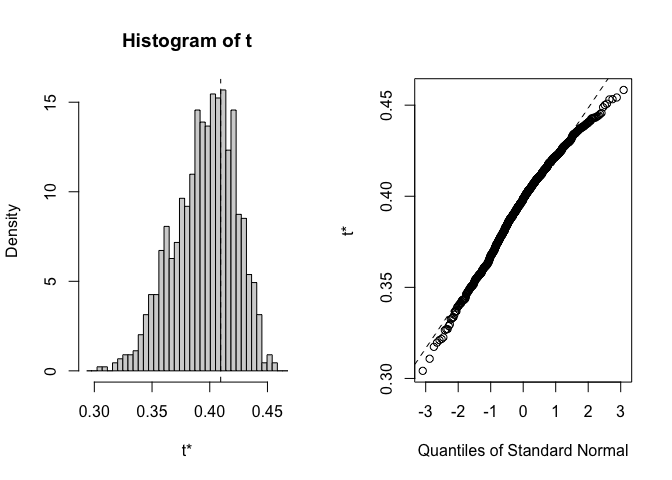 Histogram of t
Density
0
5
10
15
0.30 0.35 0.40 0.45
t*
t*
0.30
0.35
0.40
0.45
-3 -2 -1 0 1 2 3
Quantiles of Standard Normal